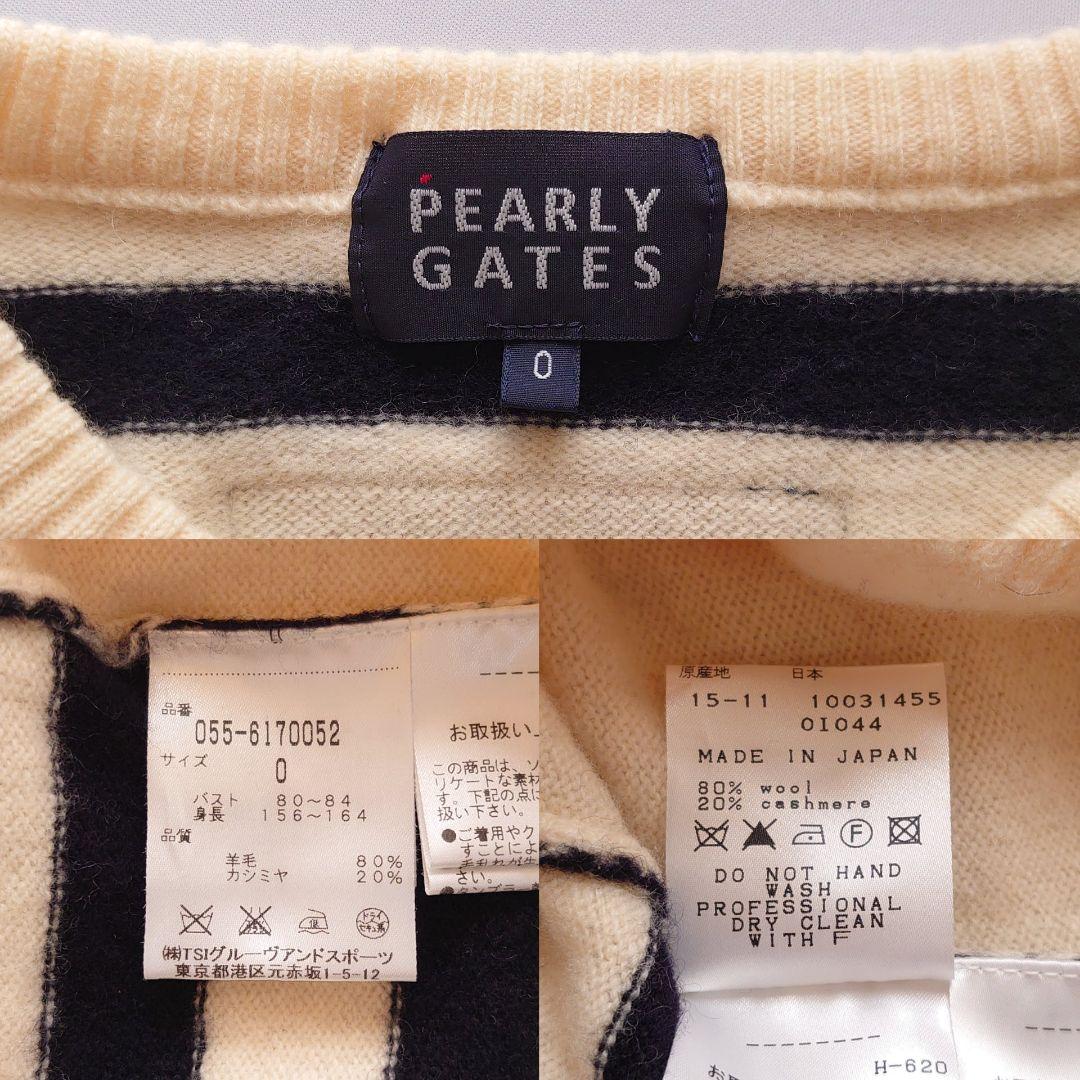 PEARLY
GATES
0
品番
055-6170052
サイズ
0
バスト 80～84
身長 156～164
品質
羊毛 80%
カシミヤ 20%
低
ドライ
セキユ系
㈱TSIグルーヴアンドスポーツ
東京都港区元赤坂1-5-12
お取扱い上
この商品は、ソ
リケートな素材
す。下記の点に
扱い下さい。
●ご着用やク
すことによ
さい。
原産地 日本
15-11 10031455
01044
MADE IN JAPAN
80% wool
20% cashmere
F
DO NOT HAND
WASH
PROFESSIONAL
DRY CLEAN
WITH F
H-620